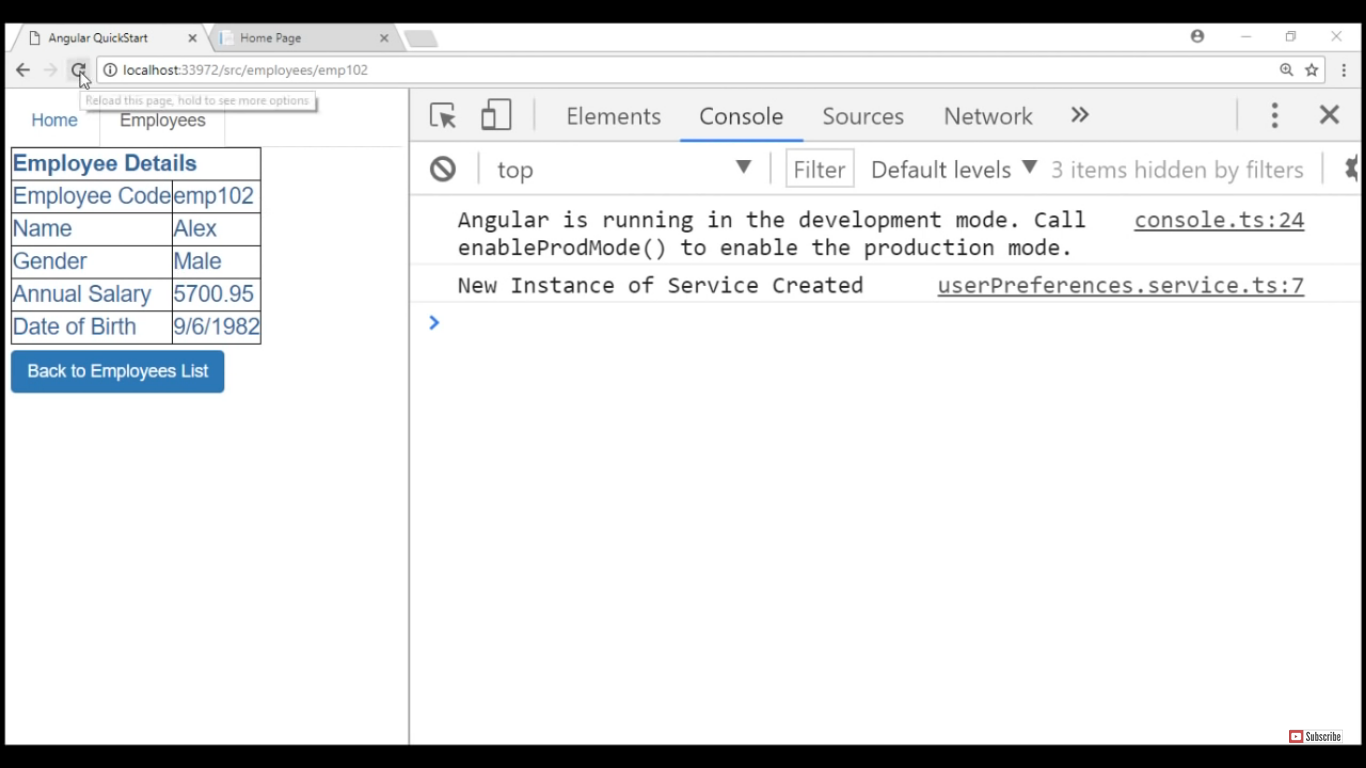 Angular QuickStart
Home Page
localhost:33972/src/employees/emp102
Reload this page, hold to see more options
Home Employees
Employee Details
Employee Code emp102
Name Alex
Gender Male
Annual Salary 5700.95
Date of Birth 9/6/1982
Back to Employees List
Elements Console Sources Network
top Filter Default levels 3 items hidden by filters
Angular is running in the development mode. Call console.ts:24
enableProdMode() to enable the production mode.
New Instance of Service Created userPreferences.service.ts:7
Subscribe